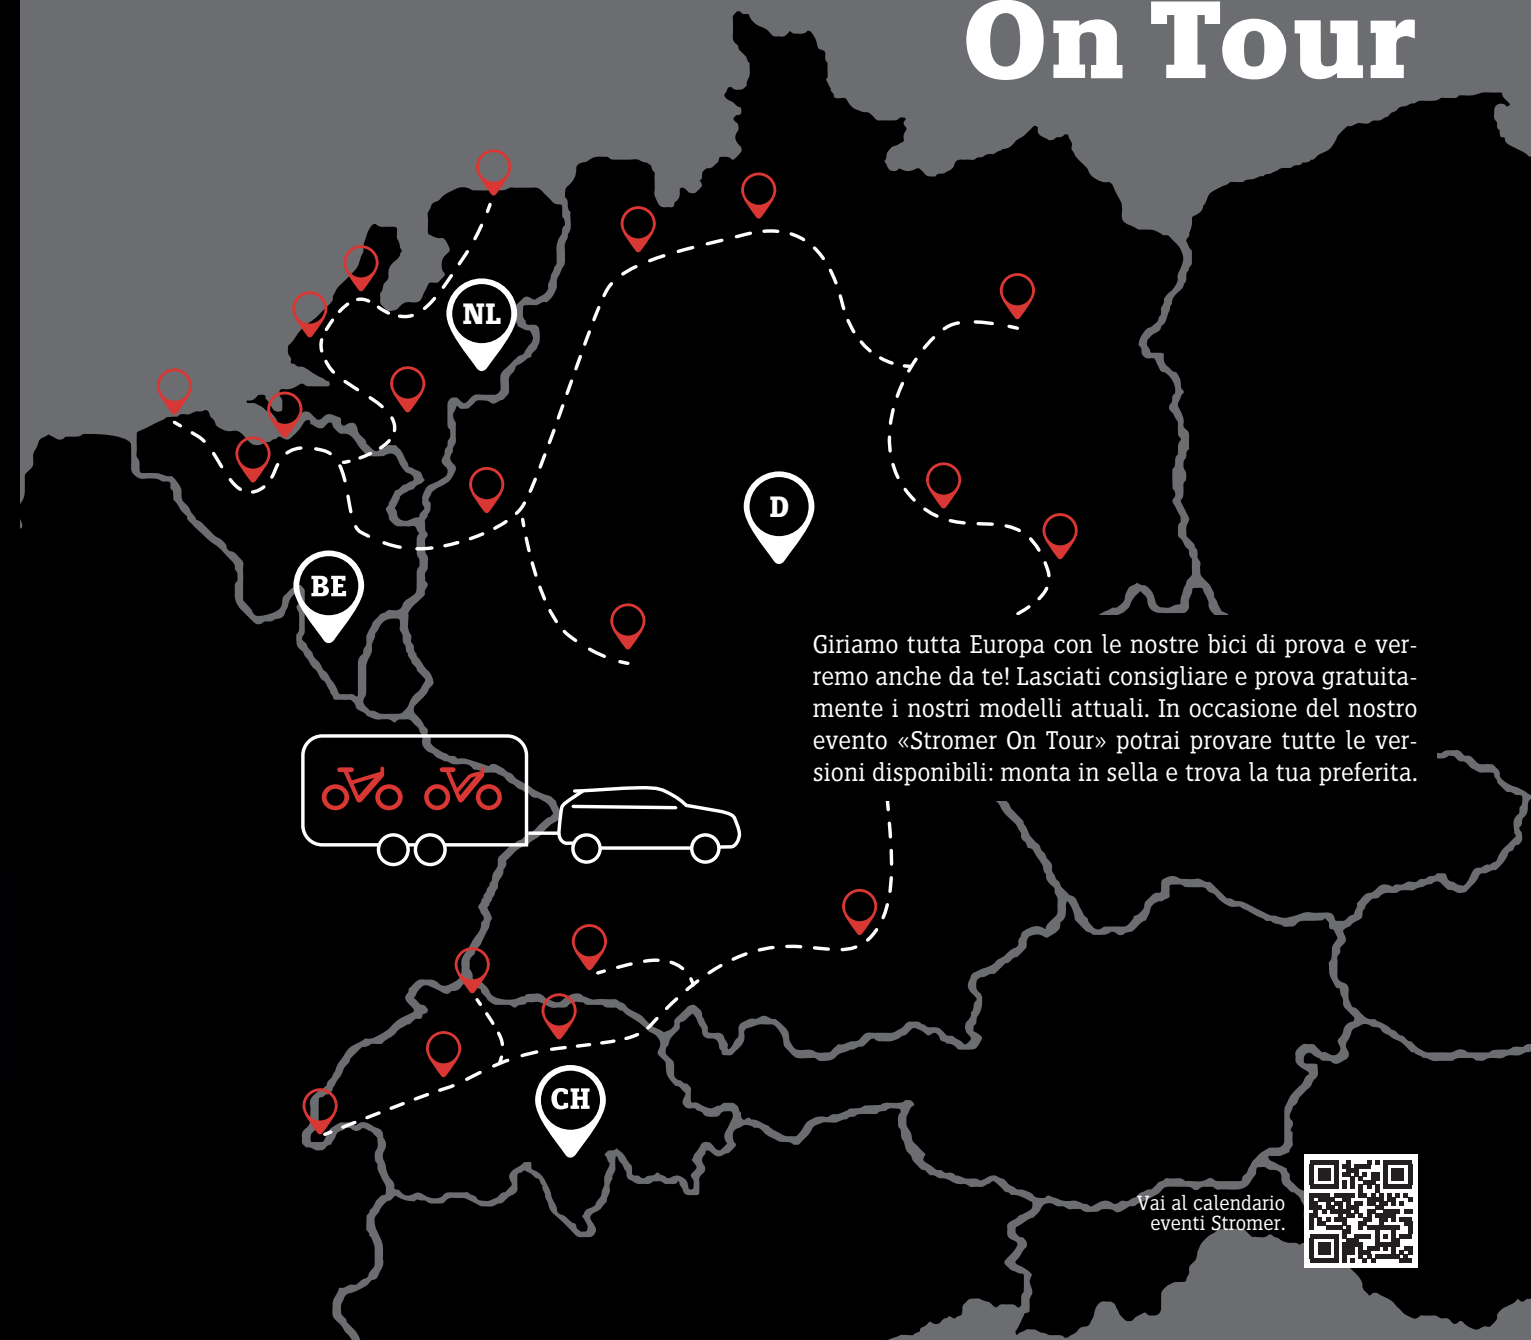 On Tour
NL
D
BE
Giriamo tutta Europa con le nostre bici di prova e ver-
remo anche da te! Lasciati consigliare e prova gratuita-
mente i nostri modelli attuali. In occasione del nostro
evento «Stromer On Tour» potrai provare tutte le ver-
sioni disponibili: monta in sella e trova la tua preferita.
CH
Vai al calendario
eventi Stromer.